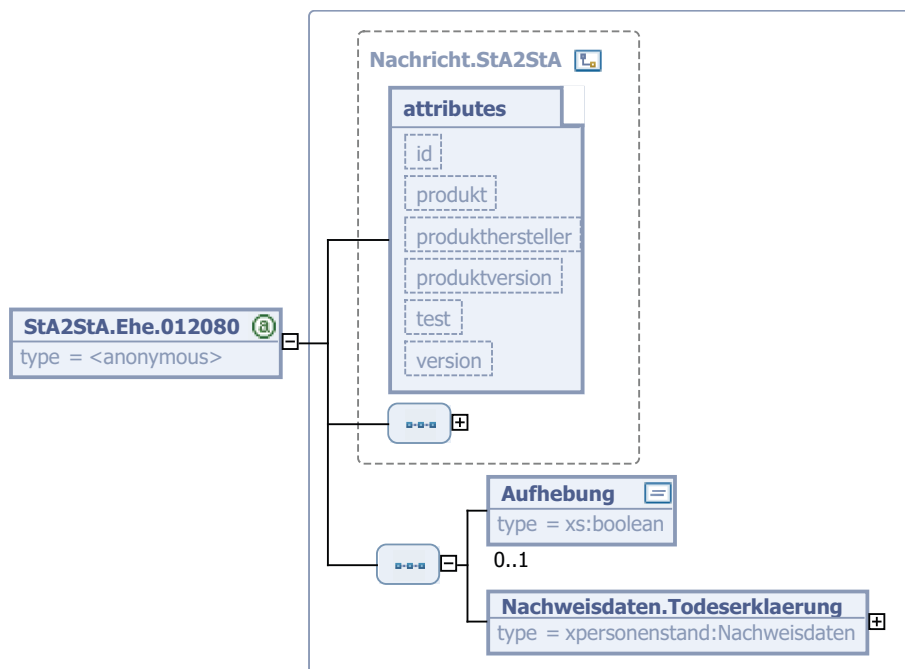 Nachricht.StA2StA
attributes
id
produkt
produkthersteller
produktversion
test
version
StA2StA.Ehe.012080 a
type = <anonymous>
Aufhebung
type = xs:boolean
0..1
Nachweisdaten.Todeserklaerung
type = xpersonenstand:Nachweisdaten